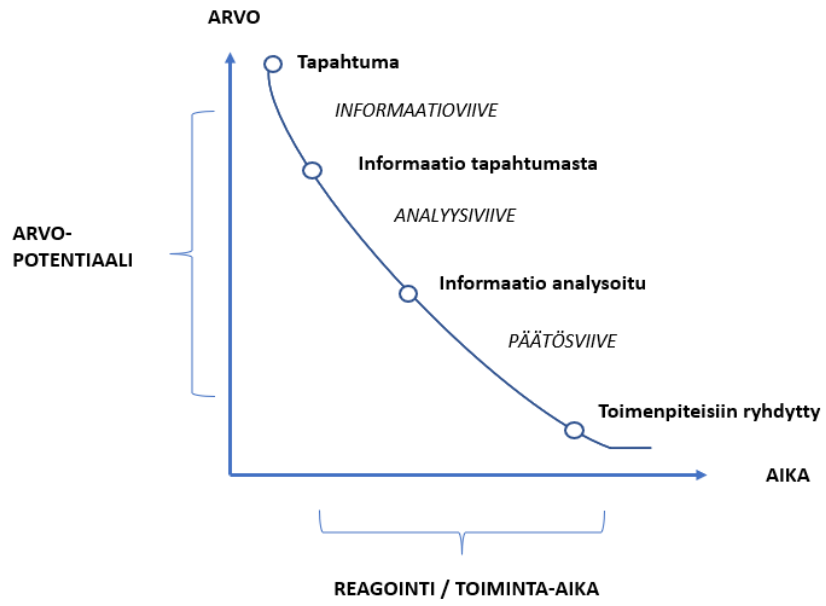 ARVO
Tapahtuma
INFORMAATIOVIIVE
Informaatio tapahtumasta
ANALYYSIVIIVE
ARVO-
POTENTIAALI
Informaatio analysoitu
PÄÄTÖSVIIVE
Toimenpiteisiin ryhdytty
AIKA
REAGOINTI / TOIMINTA-AIKA